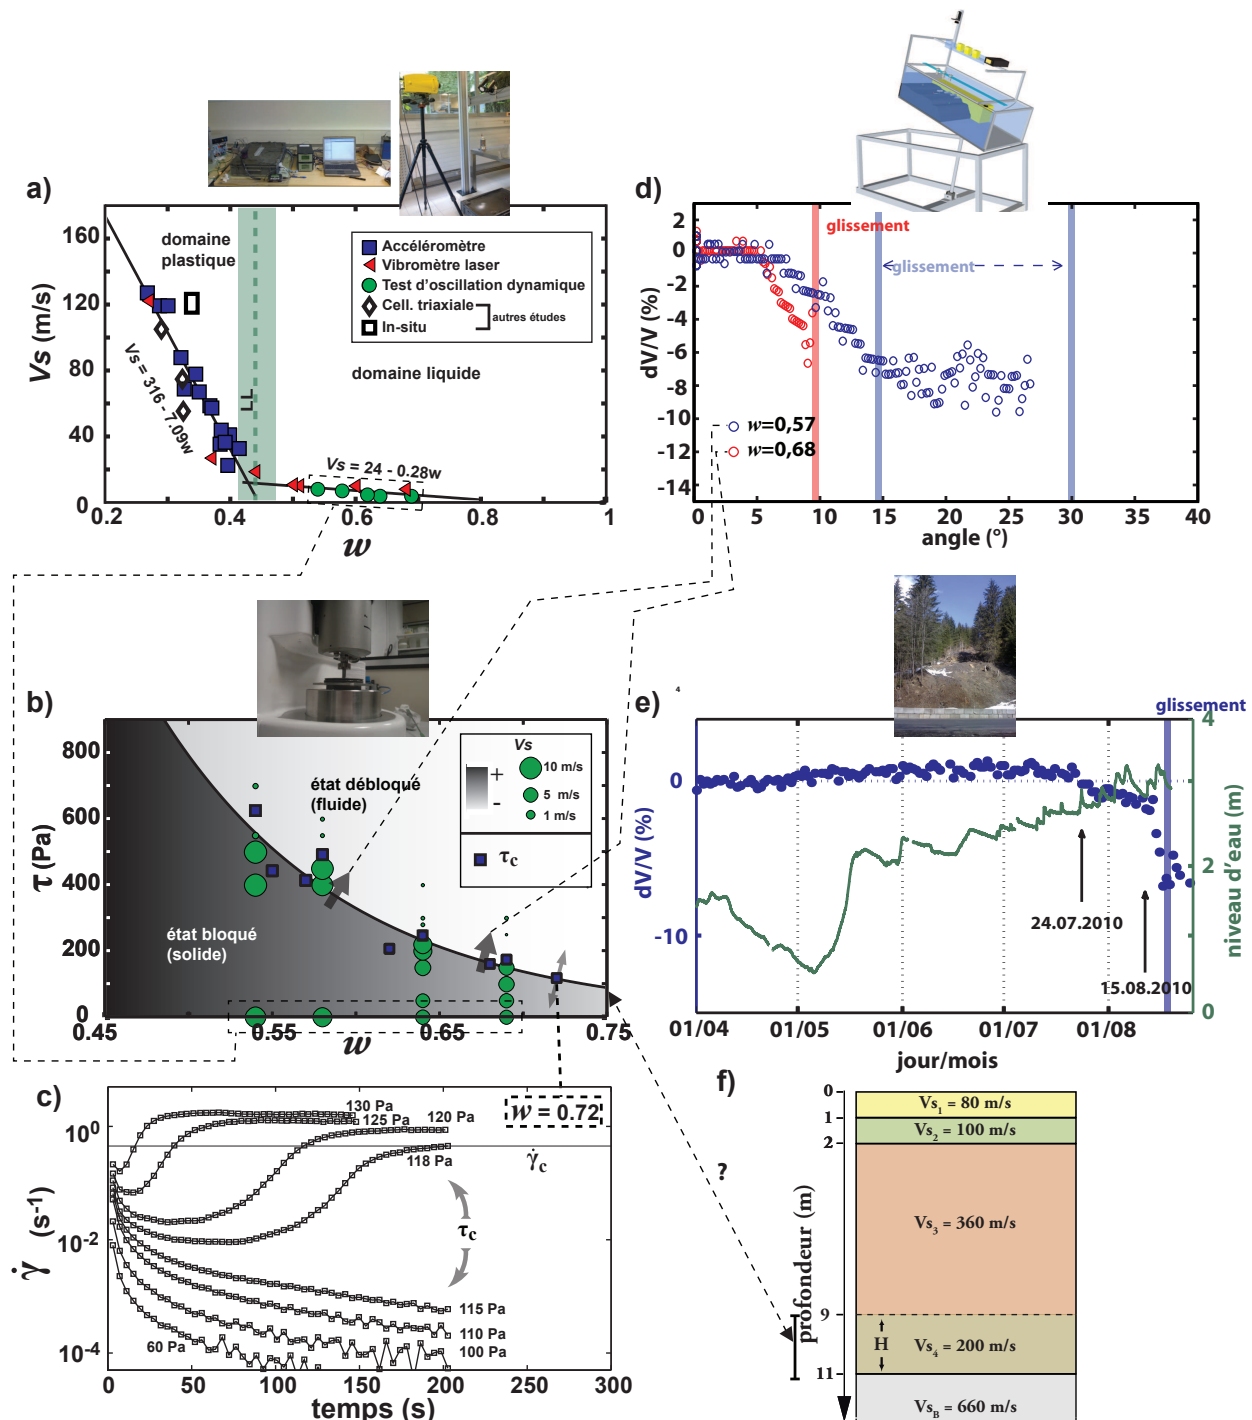 a)
Vs (m/s)
160
120
80
40
0
0.2
0.4
0.6
0.8
1
w
domaine
plastique
LL
domaine liquide
Vs = 316 - 7.09w
Vs = 24 - 0.28w
Accéléromètre
Vibromètre laser
Test d'oscillation dynamique
Cell. triaxiale
In-situ
autres études
d)
dV/V (%)
2
0
-2
-4
-6
-8
-10
-12
-14
0
5
10
15
20
25
30
35
40
angle (°)
glissement
glissement
w=0,57
w=0,68
b)
τ (Pa)
800
600
400
200
0
0.45
0.55
0.65
0.75
w
état débloqué
(fluide)
état bloqué
(solide)
Vs
+
-
10 m/s
5 m/s
1 m/s
τc
4
e)
glissement
dV/V (%)
0
-10
4
2
0
niveau d'eau (m)
24.07.2010
15.08.2010
01/04
01/05
01/06
01/07
01/08
jour/mois
c)
γ̇ (s-1)
10^0
10^-2
10^-4
0
50
100
150
200
250
300
temps (s)
130 Pa
125 Pa
120 Pa
118 Pa
115 Pa
110 Pa
100 Pa
60 Pa
w = 0.72
γ̇c
τc
?
f)
profondeur (m)
0
1
2
9
11
Vs1 = 80 m/s
Vs2 = 100 m/s
Vs3 = 360 m/s
H
Vs4 = 200 m/s
VsB = 660 m/s